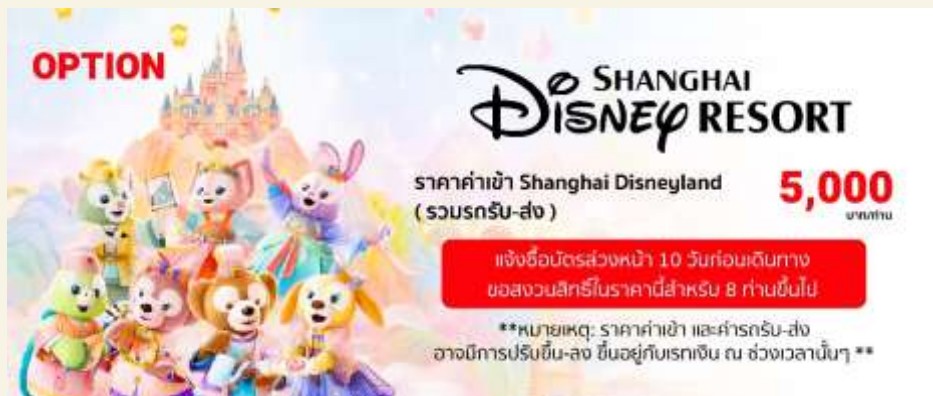 OPTION
SHANGHAI
DISNEY RESORT
ราคาค่าเข้า Shanghai Disneyland
( รวมรถรับ-ส่ง )
5,000
บาท/ท่าน
แจ้งซื้อบัตรล่วงหน้า 10 วันก่อนเดินทาง
ขอสงวนสิทธิ์ในราคานี้สำหรับ 8 ท่านขึ้นไป
**หมายเหตุ: ราคาค่าเข้า และค่ารถรับ-ส่ง
อาจมีการปรับขึ้น-ลง ขึ้นอยู่กับเรทเงิน ณ ช่วงเวลานั้นๆ **